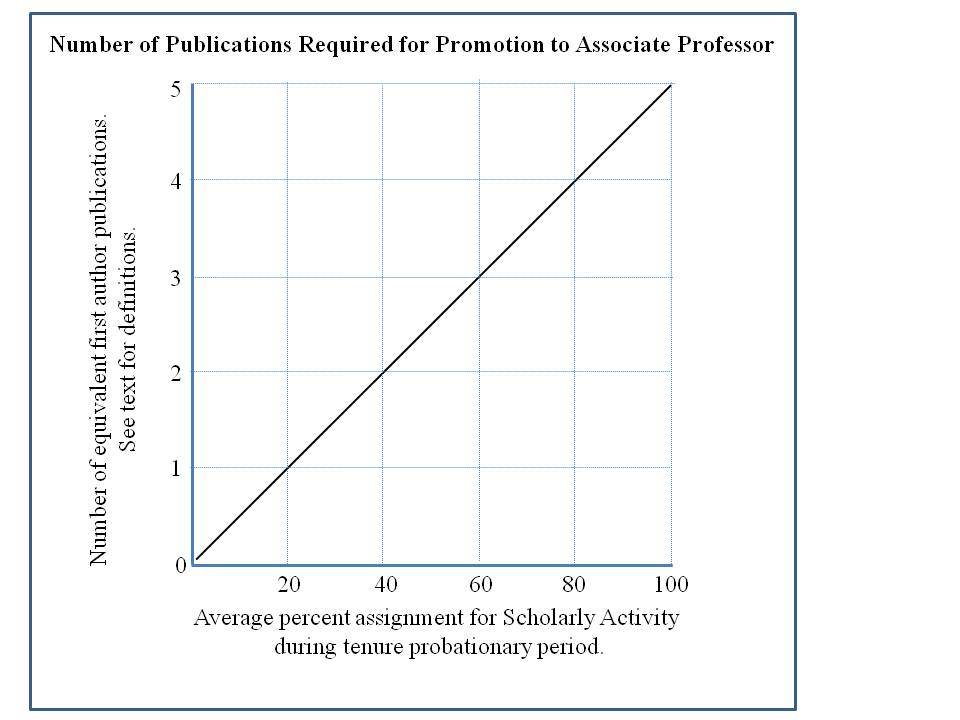 Number of Publications Required for Promotion to Associate Professor
Number of equivalent first author publications.
See text for definitions.
5
4
3
2
1
0
20 40 60 80 100
Average percent assignment for Scholarly Activity
during tenure probationary period.